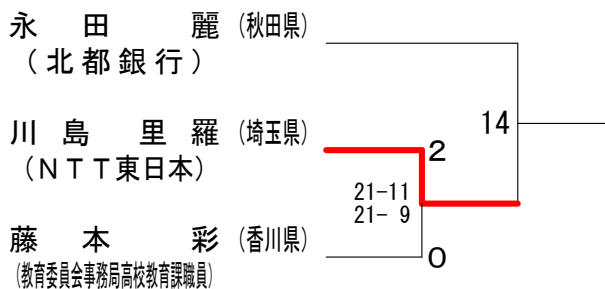 永田 麗 (秋田県)
(北都銀行)
14
川島 里羅 (埼玉県)
2
(NTT東日本)
21-11
21- 9
藤本 彩 (香川県)
0
(教育委員会事務局高校教育課職員)